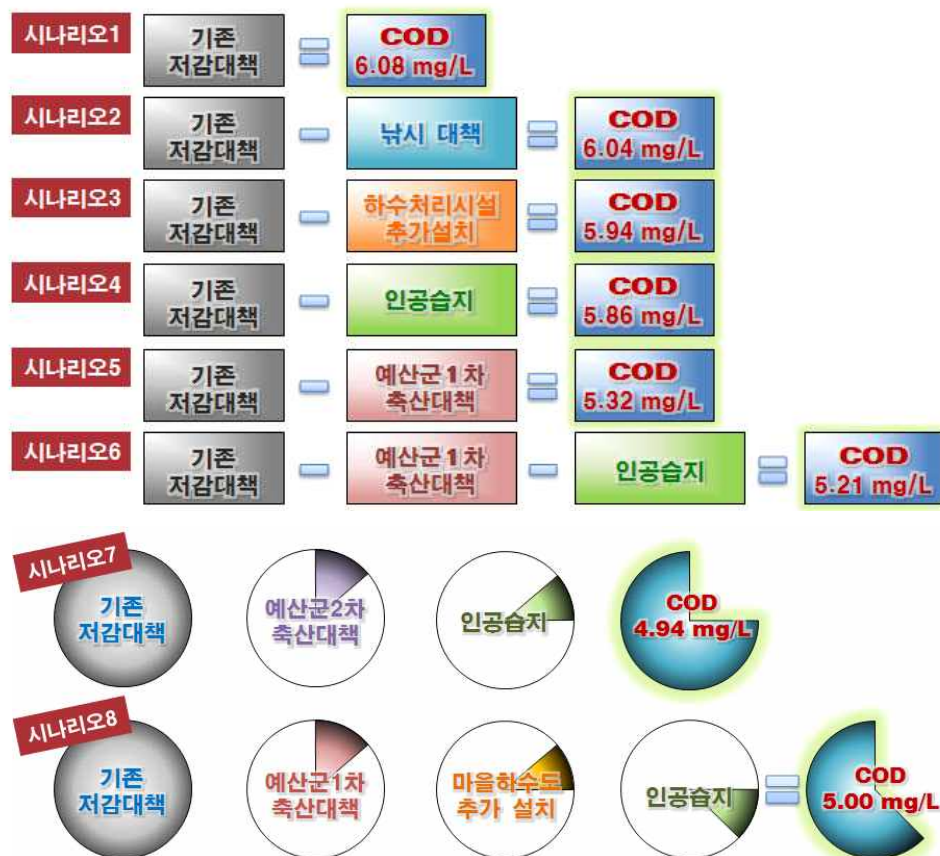 시나리오1
기존
저감대책
COD
6.08 mg/L
시나리오2
기존
저감대책
낚시 대책
COD
6.04 mg/L
시나리오3
기존
저감대책
하수처리시설
추가설치
COD
5.94 mg/L
시나리오4
기존
저감대책
인공습지
COD
5.86 mg/L
시나리오5
기존
저감대책
예산군 1 차
축산대책
COD
5.32 mg/L
시나리오6
기존
저감대책
예산군 1 차
축산대책
인공습지
COD
5.21 mg/L
시나리오7
기존
저감대책
예산군2차
축산대책
인공습지
COD
4.94 mg/L
시나리오8
기존
저감대책
예산군1차
축산대책
마을하수도
추가 설치
인공습지
COD
5.00 mg/L